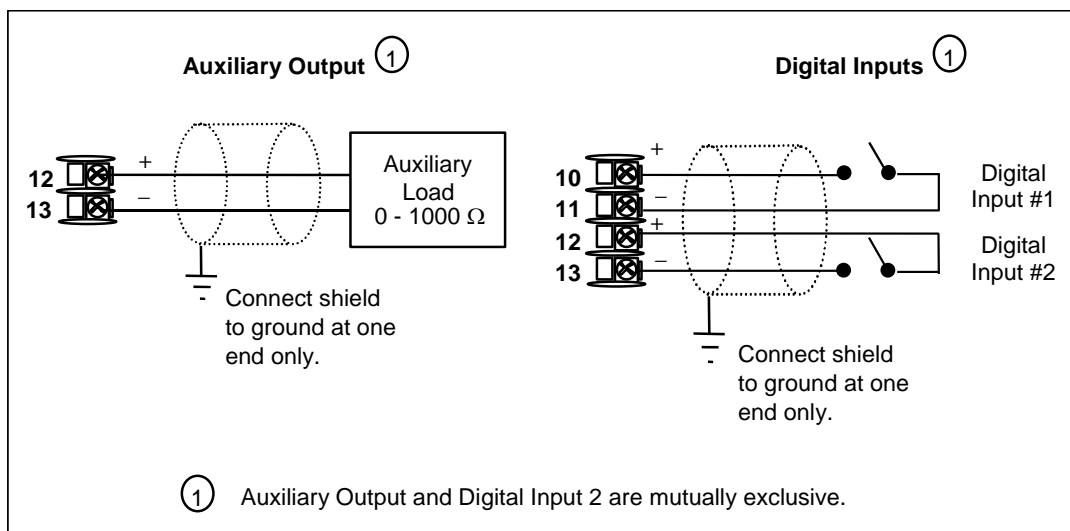 Auxiliary Output 1
12
13
+
–
Auxiliary
Load
0 - 1000 Ω
Connect shield
to ground at one
end only.
Digital Inputs 1
10
11
12
13
+
–
+
–
Digital
Input #1
Digital
Input #2
Connect shield
to ground at one
end only.
1 Auxiliary Output and Digital Input 2 are mutually exclusive.